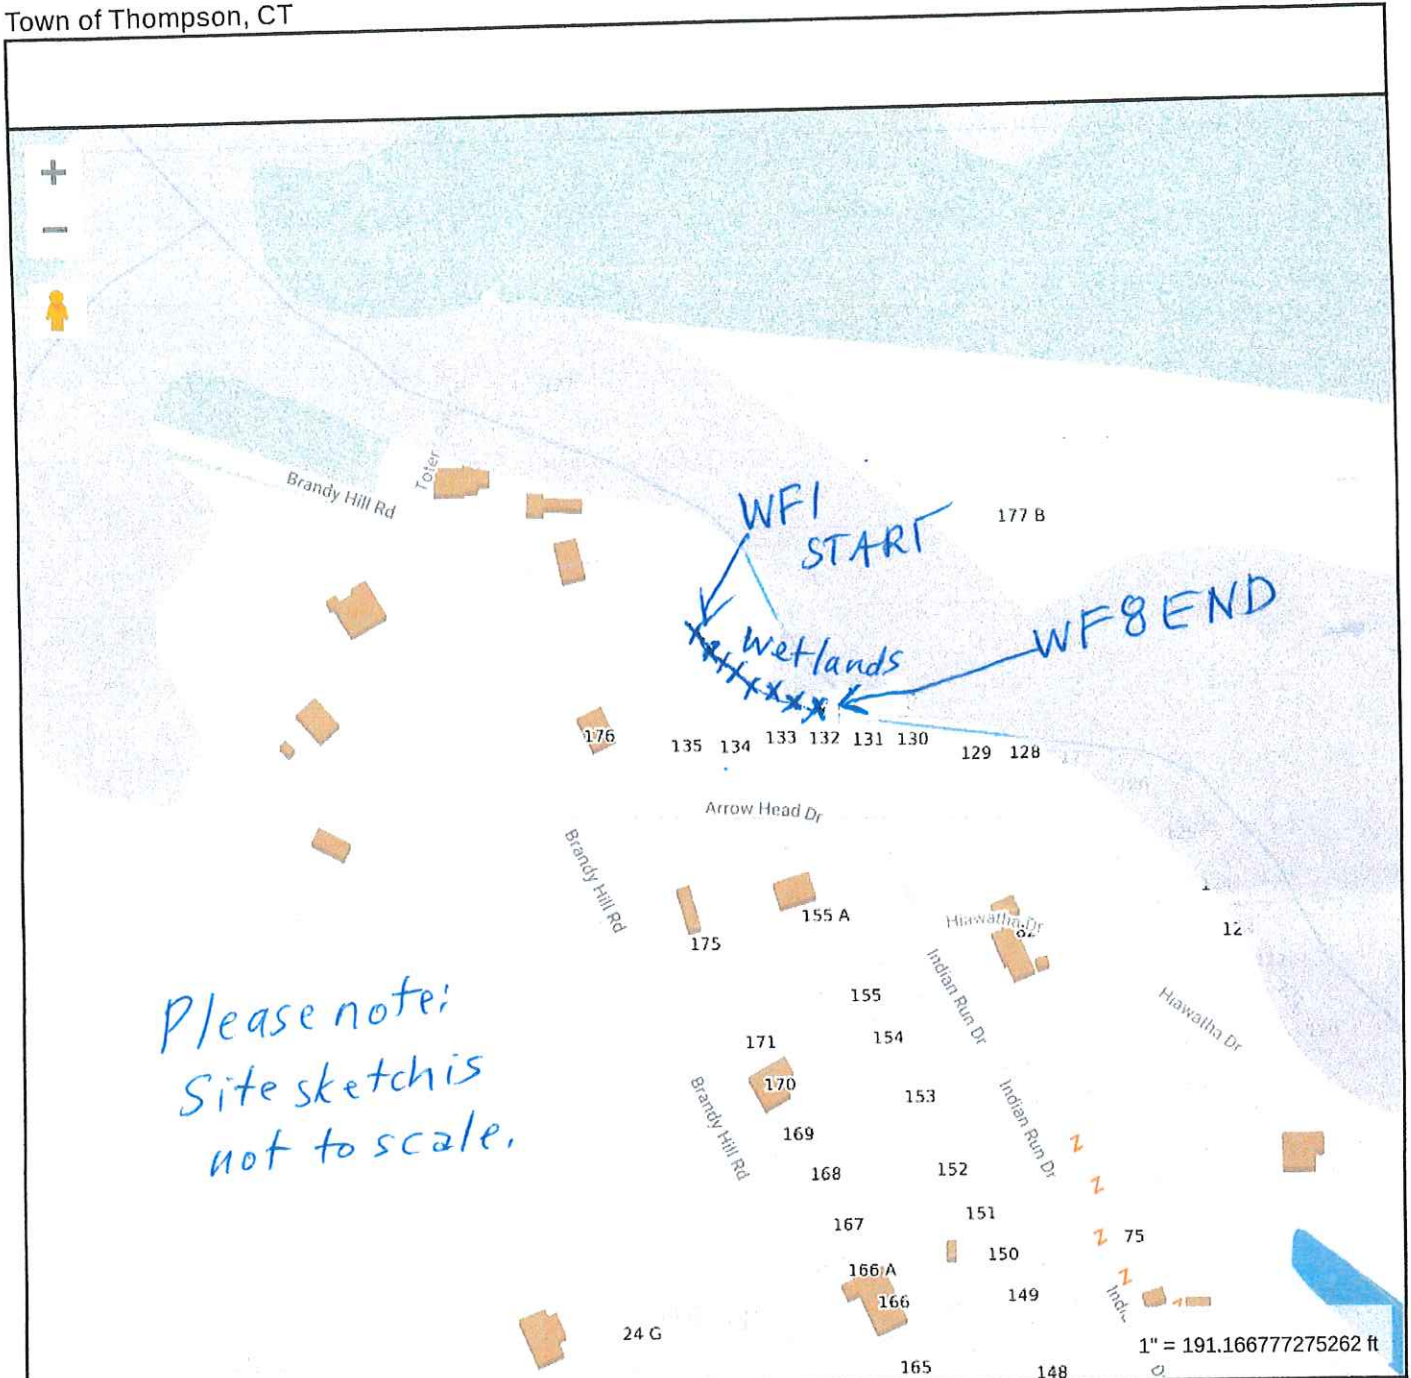 Town of Thompson, CT
+
−
Toter
Brandy Hill Rd
WF1
START
177 B
WF8 END
Wetlands
176
135 134 133 132 131 130 129 128
126
Arrow Head Dr
Brandy Hill Rd
155 A
175
Hiawatha Dr
82
12
Indian Run Dr
155
Hiawatha Dr
Please note:
Site sketch is
not to scale.
154
171
170
153
Brandy Hill Rd
Indian Run Dr
169
168
152
Z
Z
167
151
Z
75
150
166 A
Z
166
149
24 G
1" = 191.166777275262 ft
165
148